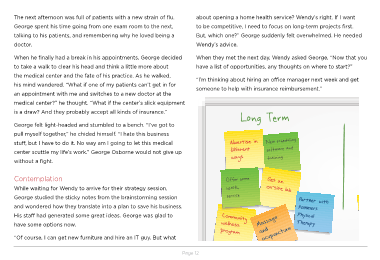 The next afternoon was full of patients with a new strain of flu.
George spent his time going from one exam room to the next,
talking to his patients, and remembering why he loved being a
doctor.
When he finally had a break in his appointments, George decided
to take a walk to clear his head and think a little more about
the medical center and the fate of his practice. As he walked,
his mind wandered. "What if one of my patients can't get in for
an appointment with me and switches to a new doctor at the
medical center?" he thought. "What if the center's slick equipment
is a draw? And they probably accept all kinds of insurance."
George felt light-headed and stumbled to a bench. "I've got to
pull myself together," he chided himself. "I hate this business
stuff, but I have to do it. No way am I going to let this medical
center scuttle my life's work." George Osborne would not give up
without a fight.
Contemplation
While waiting for Wendy to arrive for their strategy session,
George studied the sticky notes from the brainstorming session
and wondered how they translate into a plan to save his business.
His staff had generated some great ideas. George was glad to
have some options now.
"Of course, I can get new furniture and hire an IT guy. But what
about opening a home health service? Wendy's right. If I want
to be competitive, I need to focus on long-term projects first.
But, which one?" George suddenly felt overwhelmed. He needed
Wendy's advice.
When they met the next day, Wendy asked George, "Now that you
have a list of opportunities, any thoughts on where to start?"
"I'm thinking about hiring an office manager next week and get
someone to help with insurance reimbursement."
Long Term
Advertise in
different
ways
software and
training
Offer some
work
Get an
on-site lab
Partner with
Physical
Therapy
Community
wellness
program
Massage
and
acupuncture
Page 12